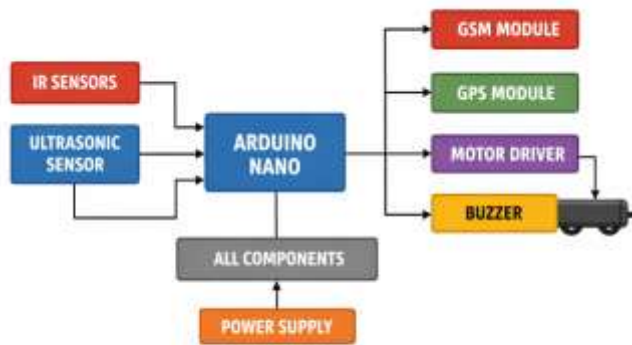 IR SENSORS
ULTRASONIC
SENSOR
ARDUINO
NANO
GSM MODULE
GPS MODULE
MOTOR DRIVER
BUZZER
ALL COMPONENTS
POWER SUPPLY